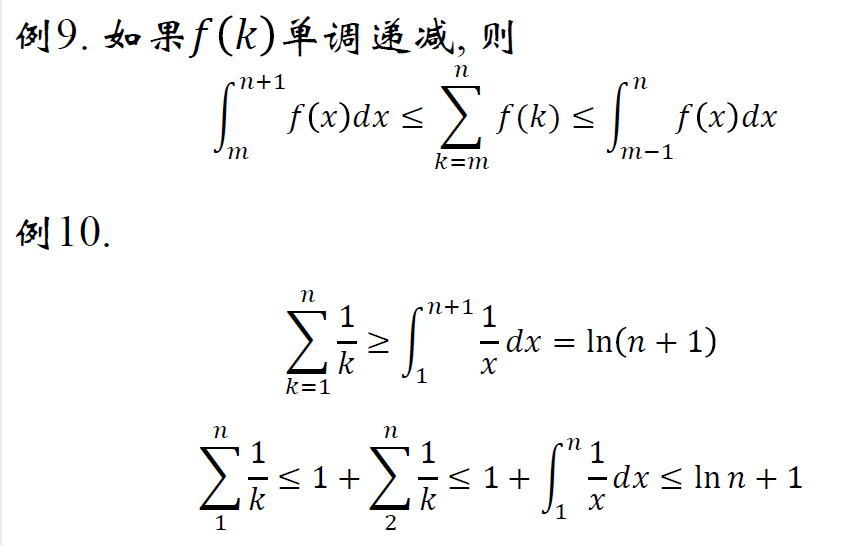 例9. 如果f(k)单调递减, 则
∫_m^{n+1} f(x)dx ≤ ∑_{k=m}^{n} f(k) ≤ ∫_{m−1}^{n} f(x)dx
例10.
∑_{k=1}^{n} 1/k ≥ ∫_1^{n+1} 1/x dx = ln(n + 1)
∑_1^n 1/k ≤ 1 + ∑_2^n 1/k ≤ 1 + ∫_1^n 1/x dx ≤ ln n + 1